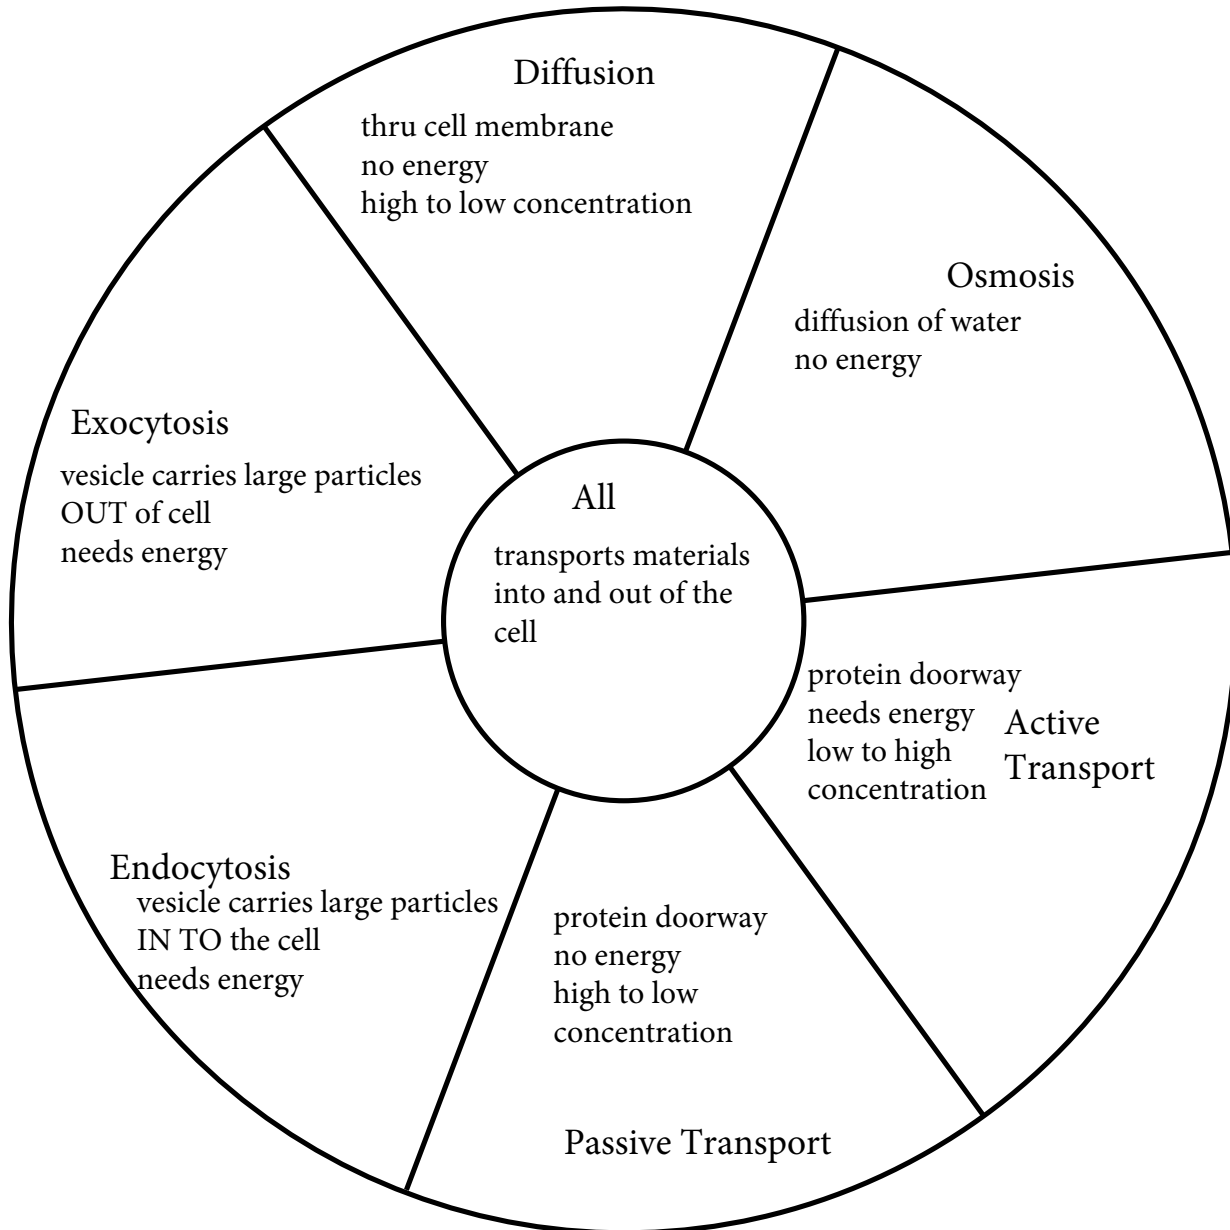 Diffusion
thru cell membrane
no energy
high to low concentration
Osmosis
diffusion of water
no energy
Exocytosis
vesicle carries large particles
OUT of cell
needs energy
All
transports materials
into and out of the
cell
protein doorway
needs energy
low to high
concentration
Active
Transport
Endocytosis
vesicle carries large particles
IN TO the cell
needs energy
protein doorway
no energy
high to low
concentration
Passive Transport